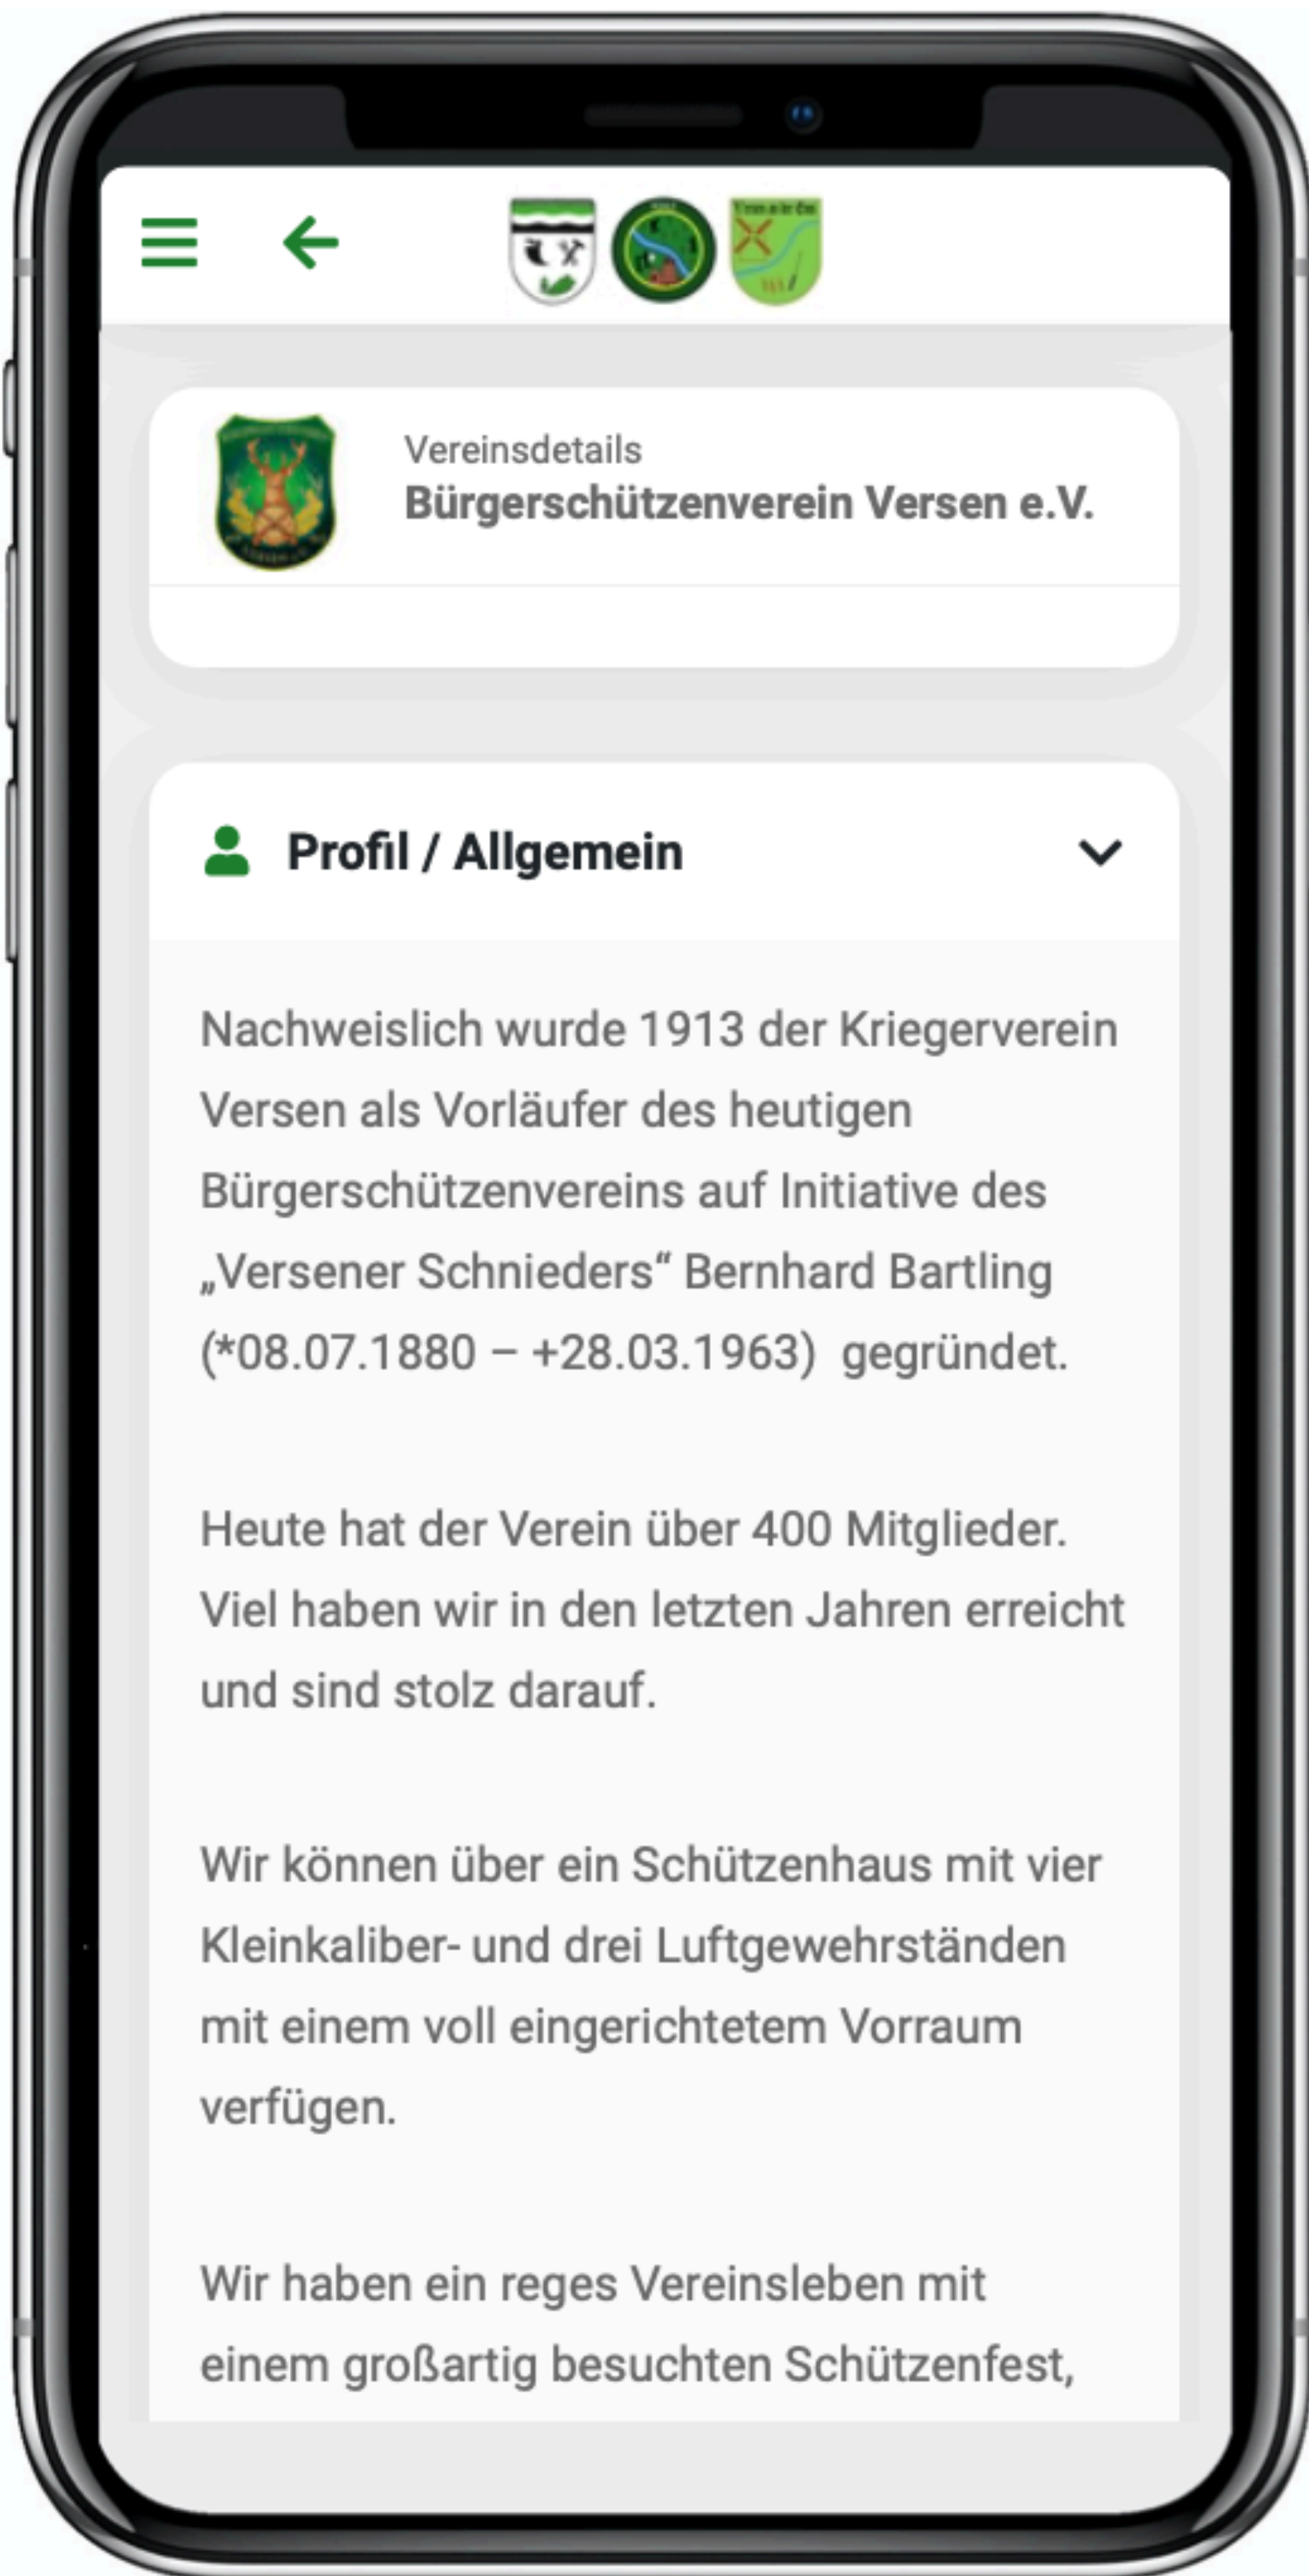 Vereinsdetails
Bürgerschützenverein Versen e.V.
Profil / Allgemein
Nachweislich wurde 1913 der Kriegerverein
Versen als Vorläufer des heutigen
Bürgerschützenvereins auf Initiative des
„Versener Schnieders“ Bernhard Bartling
(*08.07.1880 – +28.03.1963)  gegründet.
Heute hat der Verein über 400 Mitglieder.
Viel haben wir in den letzten Jahren erreicht
und sind stolz darauf.
Wir können über ein Schützenhaus mit vier
Kleinkaliber- und drei Luftgewehrständen
mit einem voll eingerichtetem Vorraum
verfügen.
Wir haben ein reges Vereinsleben mit
einem großartig besuchten Schützenfest,